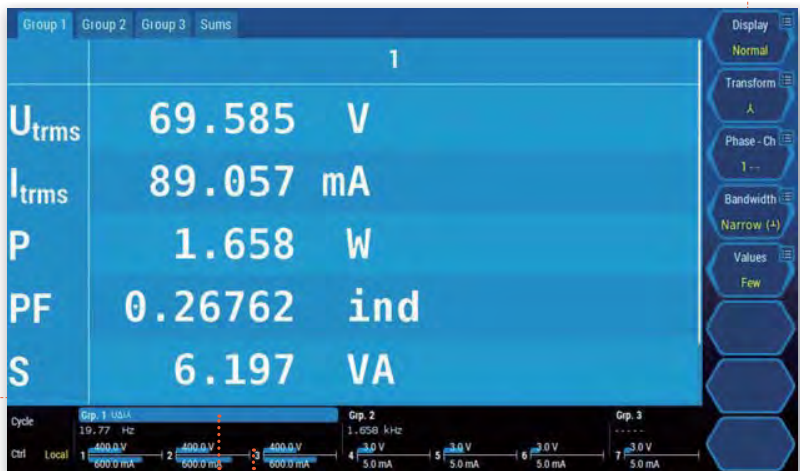 Group 1 Group 2 Group 3 Sums
1
Utrms 69.585 V
Itrms 89.057 mA
P 1.658 W
PF 0.26762 ind
S 6.197 VA
Display
Normal
Transform
Phase - Ch
1 --
Bandwidth
Narrow (⅄)
Values
Few
Cycle Grp. 1 Grp. 2 Grp. 3
19.77 Hz 1.658 kHz -----
Ctrl Local 1 400.0 V 2 400.0 V 3 400.0 V 4 3.0 V 5 3.0 V 6 3.0 V 7 3.0 V
600.0 mA 600.0 mA 600.0 mA 5.0 mA 5.0 mA 5.0 mA 5.0 mA